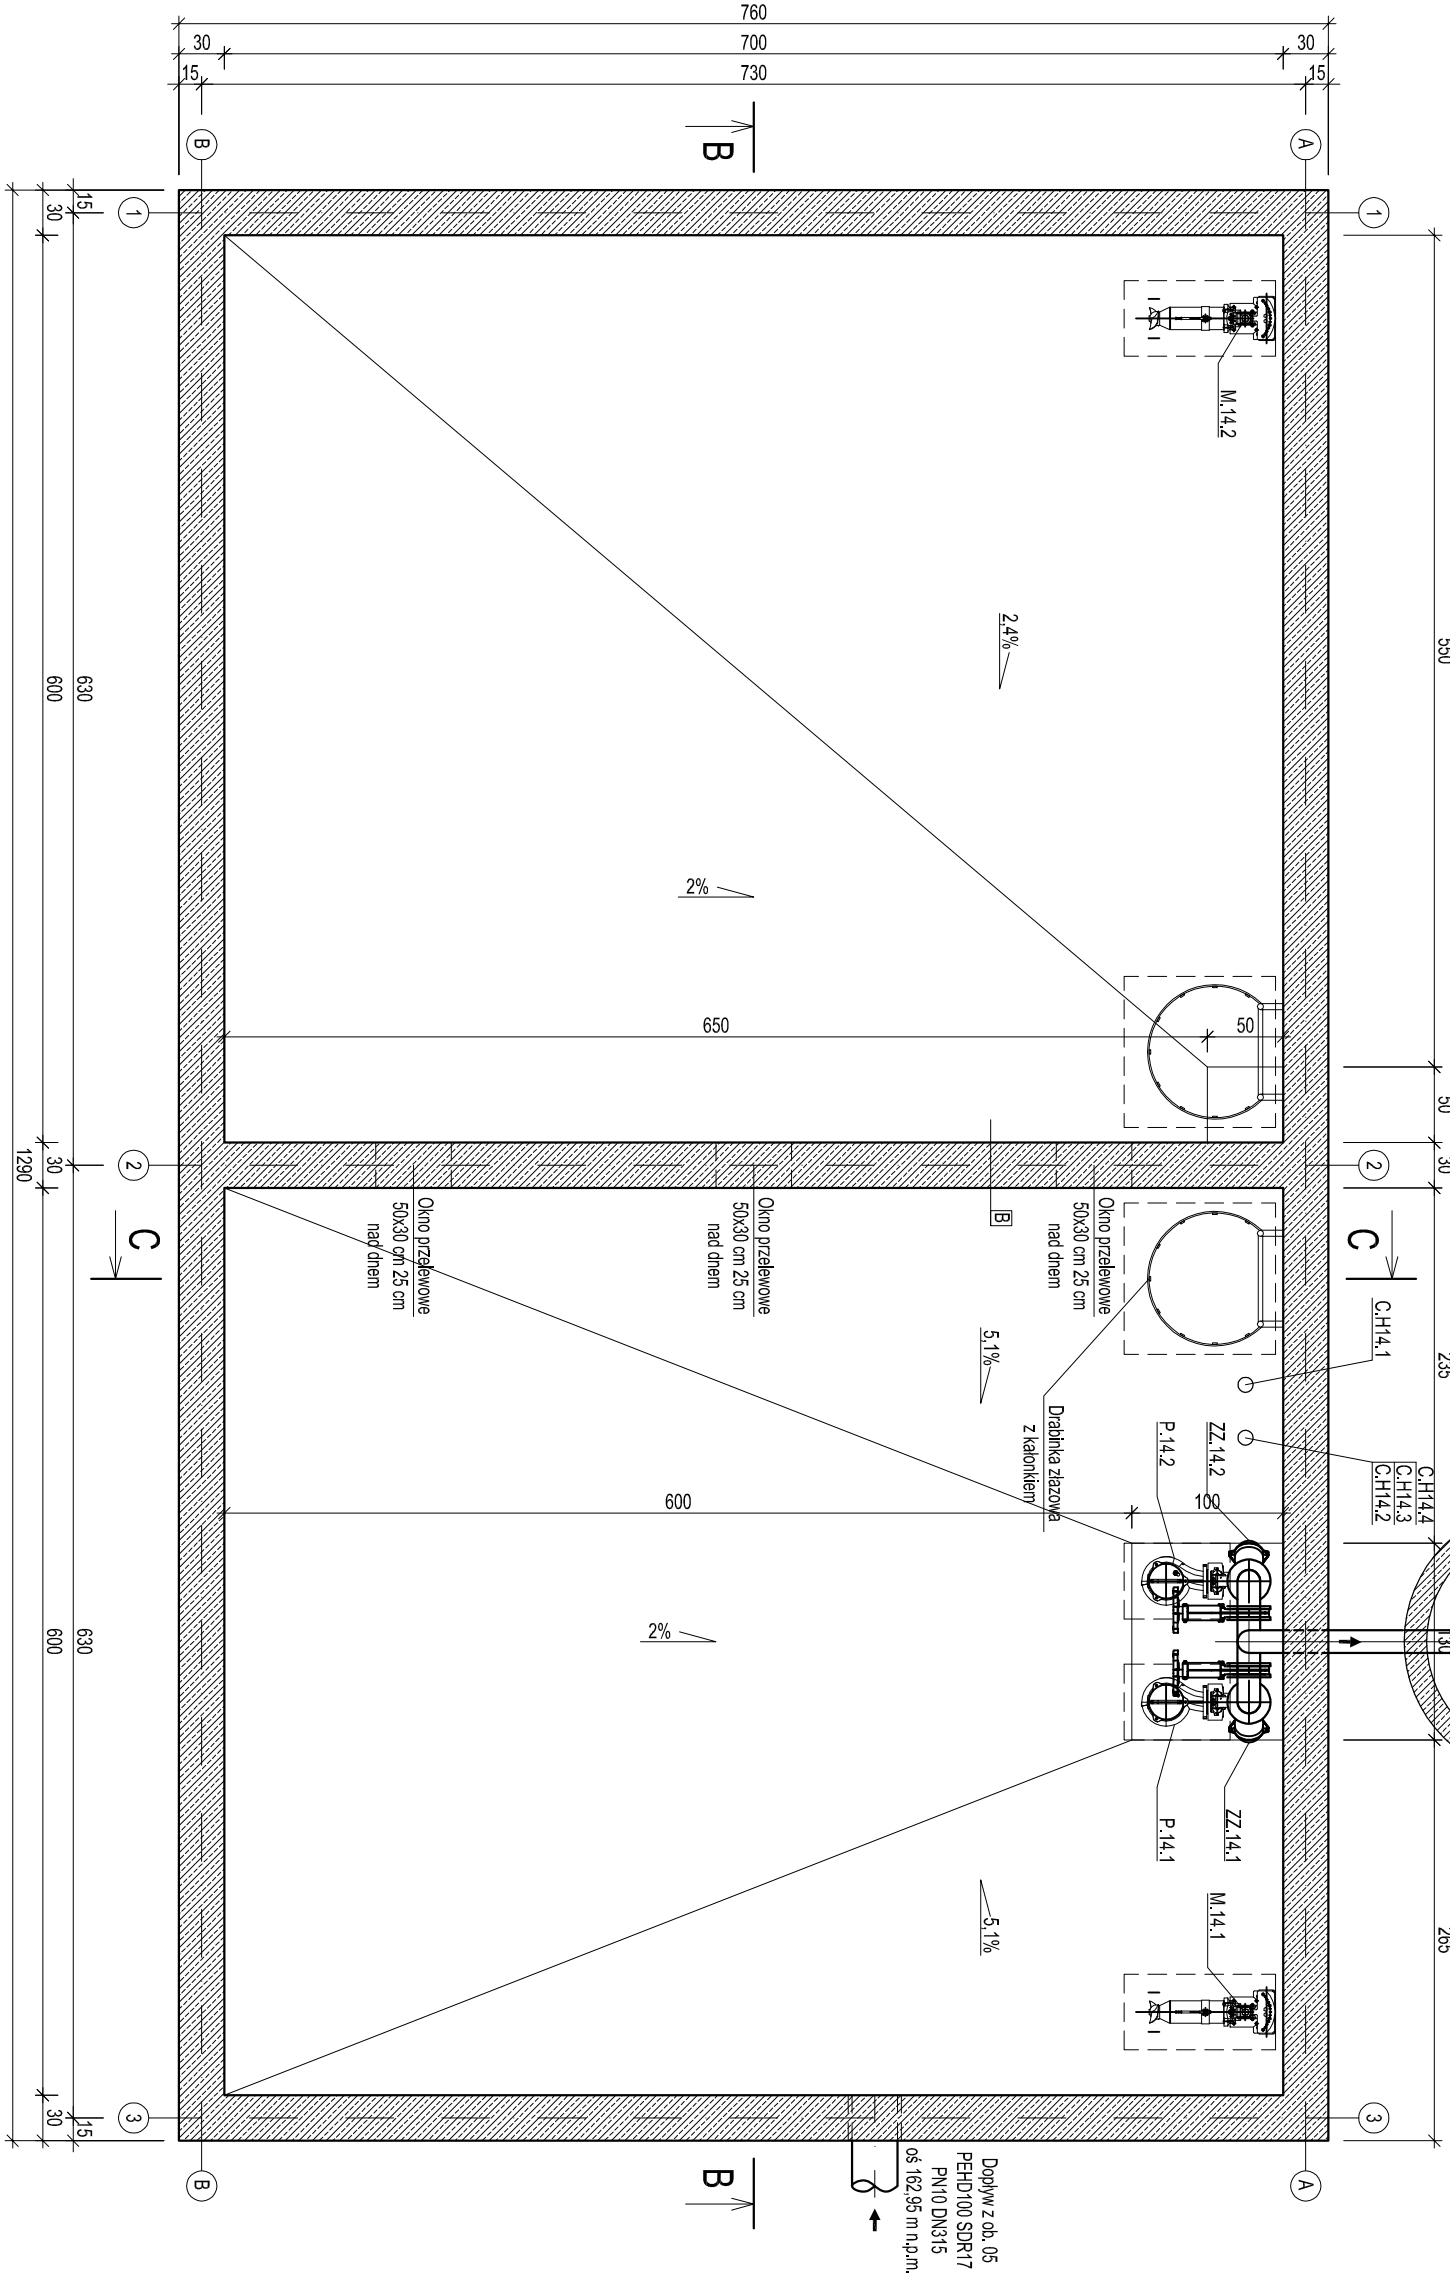 760
30
700
30
15
730
15
B
B
A
15
30
1
1
M.14.2
550
2,4%
630
600
2%
650
50
50
30
30
2
2
1290
C
C
B
Okno przelewowe
50x30 cm 25 cm
nad dnem
Okno przelewowe
50x30 cm 25 cm
nad dnem
Okno przelewowe
50x30 cm 25 cm
nad dnem
C.H14.1
235
5,1%
Drabinka złazowa
z kałonkiem
P.14.2
ZZ.14.2
C.H14.4
C.H14.3
C.H14.2
600
100
630
600
2%
130
P.14.1
ZZ.14.1
5,1%
M.14.1
265
30
15
3
3
B
B
A
Dopływ z ob. 05
PEHD100 SDR17
PN10 DN315
oś 162,95 m n.p.m.